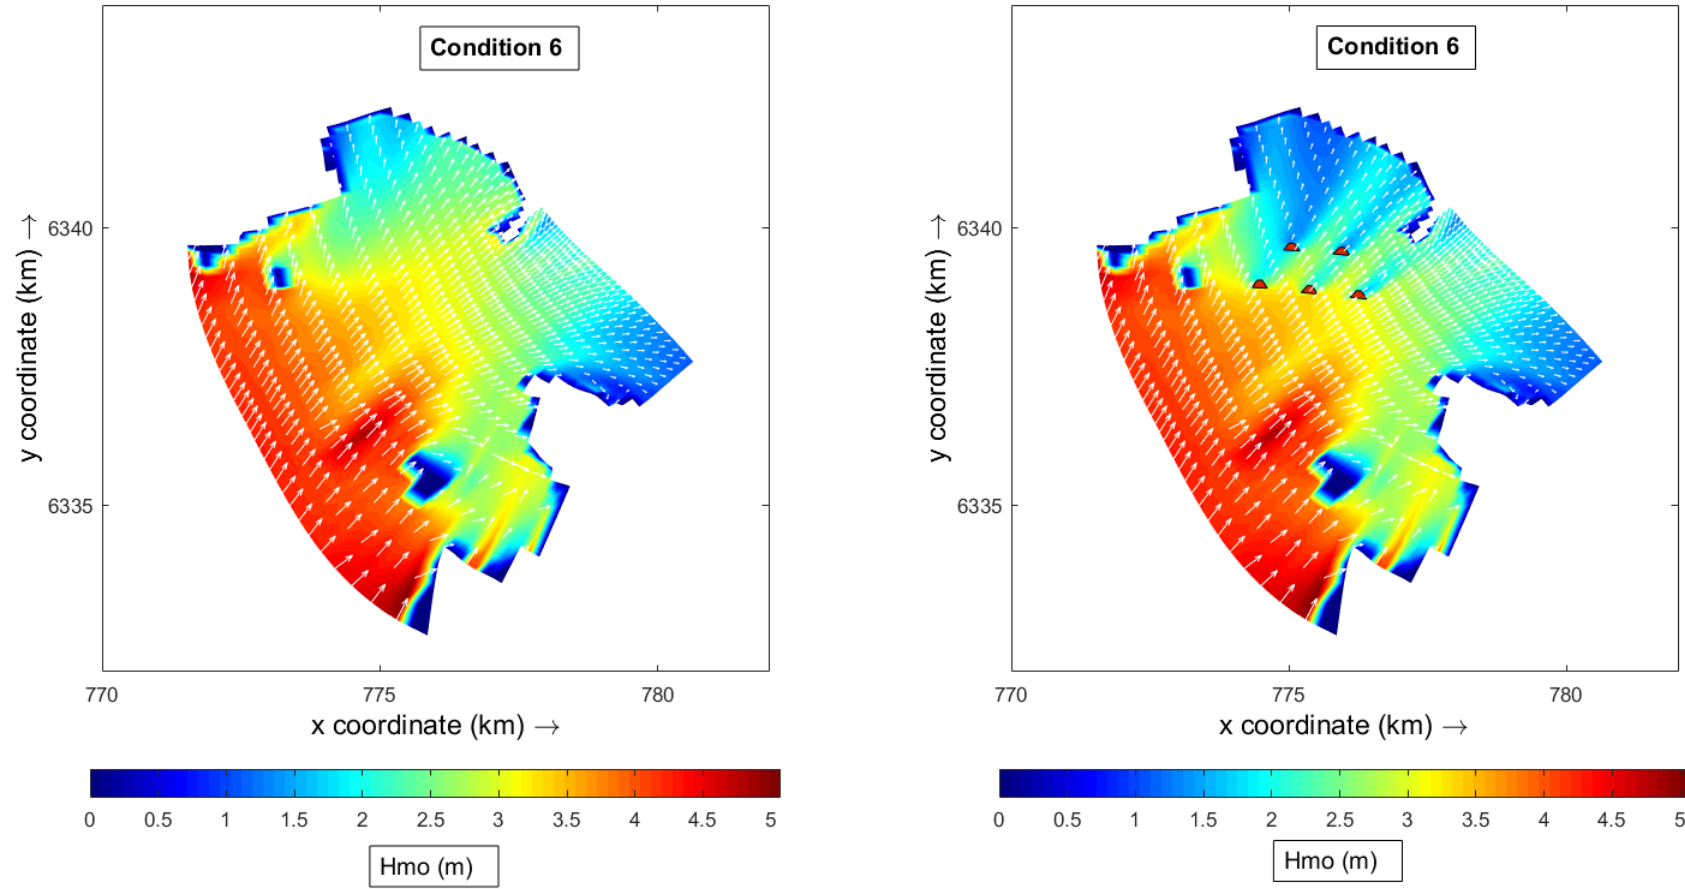 Condition 6
y coordinate (km) →
6340
6335
770
775
780
x coordinate (km) →
0 0.5 1 1.5 2 2.5 3 3.5 4 4.5 5
Hmo (m)
Condition 6
y coordinate (km) →
6340
6335
770
775
780
x coordinate (km) →
0 0.5 1 1.5 2 2.5 3 3.5 4 4.5 5
Hmo (m)